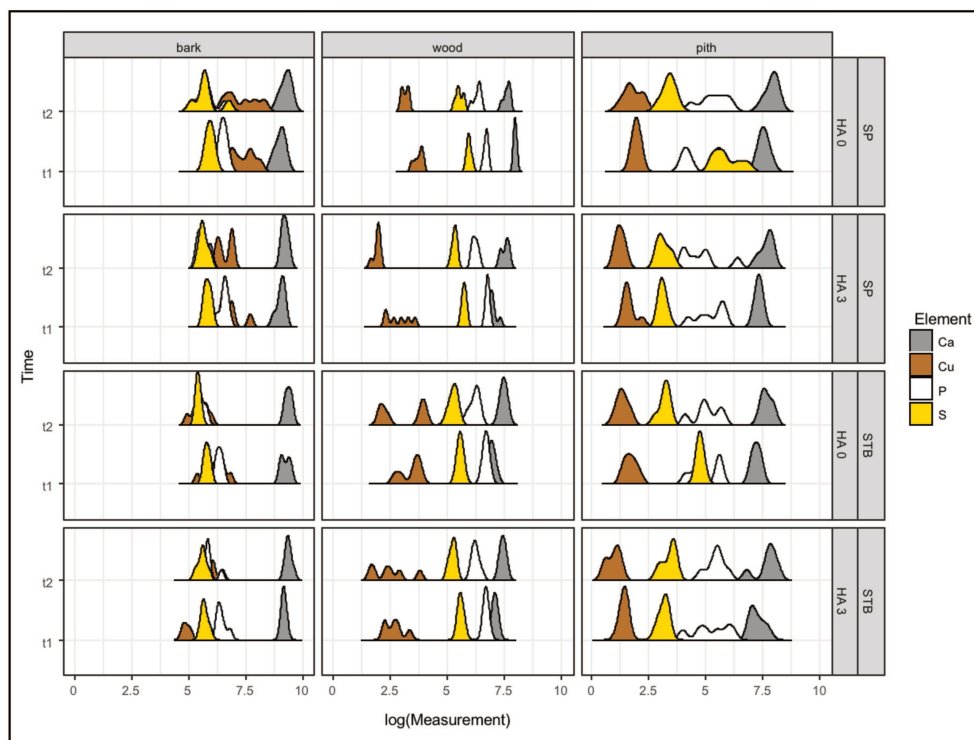 bark wood pith
t2
t1
HA 0 SP
t2
t1
HA 3 SP
t2
t1
HA 0 STB
t2
t1
HA 3 STB
Time
Element
Ca
Cu
P
S
0 2.5 5 7.5 10 0 2.5 5 7.5 10 0 2.5 5 7.5 10
log(Measurement)